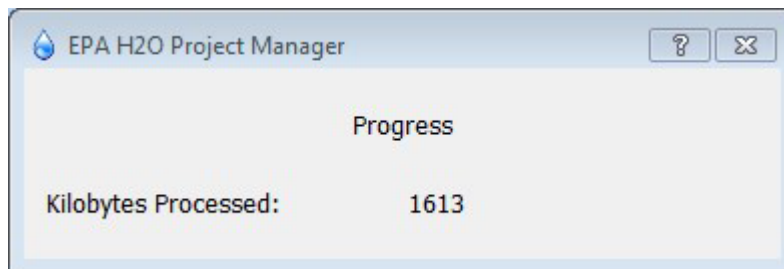 EPA H2O Project Manager
Progress
Kilobytes Processed: 1613